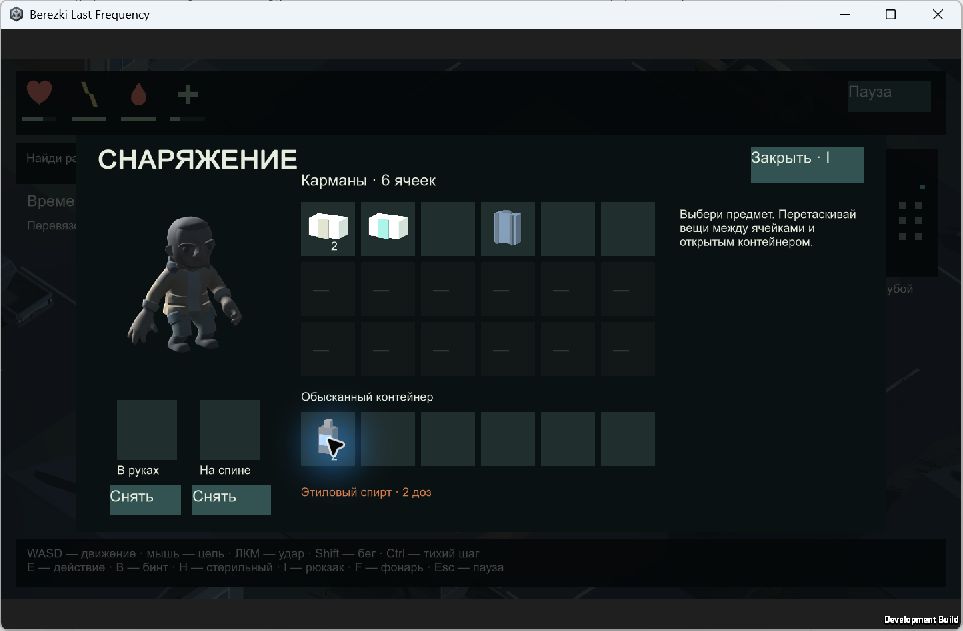 Berezki Last Frequency
Пауза
Найди ра
СНАРЯЖЕНИЕ
Закрыть · I
Карманы · 6 ячеек
Време
Перевяз
Выбери предмет. Перетаскивай
вещи между ячейками и
открытым контейнером.
2
убой
— — — — — —
— — — — — —
Обысканный контейнер
2
В руках
На спине
Этиловый спирт · 2 доз
Снять
Снять
WASD — движение · мышь — цель · ЛКМ — удар · Shift — бег · Ctrl — тихий шаг
E — действие · B — бинт · H — стерильный · I — рюкзак · F — фонарь · Esc — пауза
Development Build